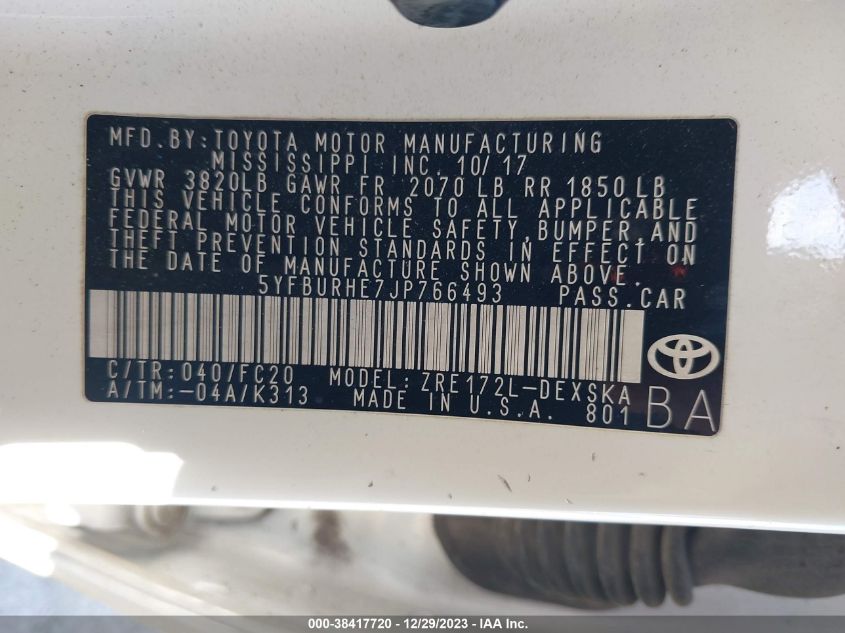 MFD.BY:TOYOTA MOTOR MANUFACTURING
MISSISSIPPI INC. 10/17
GVWR 3820LB GAWR FR 2070 LB RR 1850 LB
THIS VEHICLE CONFORMS TO ALL APPLICABLE
FEDERAL MOTOR VEHICLE SAFETY,BUMPER,AND
THEFT PREVENTION STANDARDS IN EFFECT ON
THE DATE OF MANUFACTURE SHOWN ABOVE.
5YFBURHE7JP766493 PASS.CAR
C/TR:040/FC20 MODEL:ZRE172L-DEXSKA
A/TM:-04A/K313 MADE IN U.S.A. 801
BA
000-38417720 - 12/29/2023 - IAA Inc.